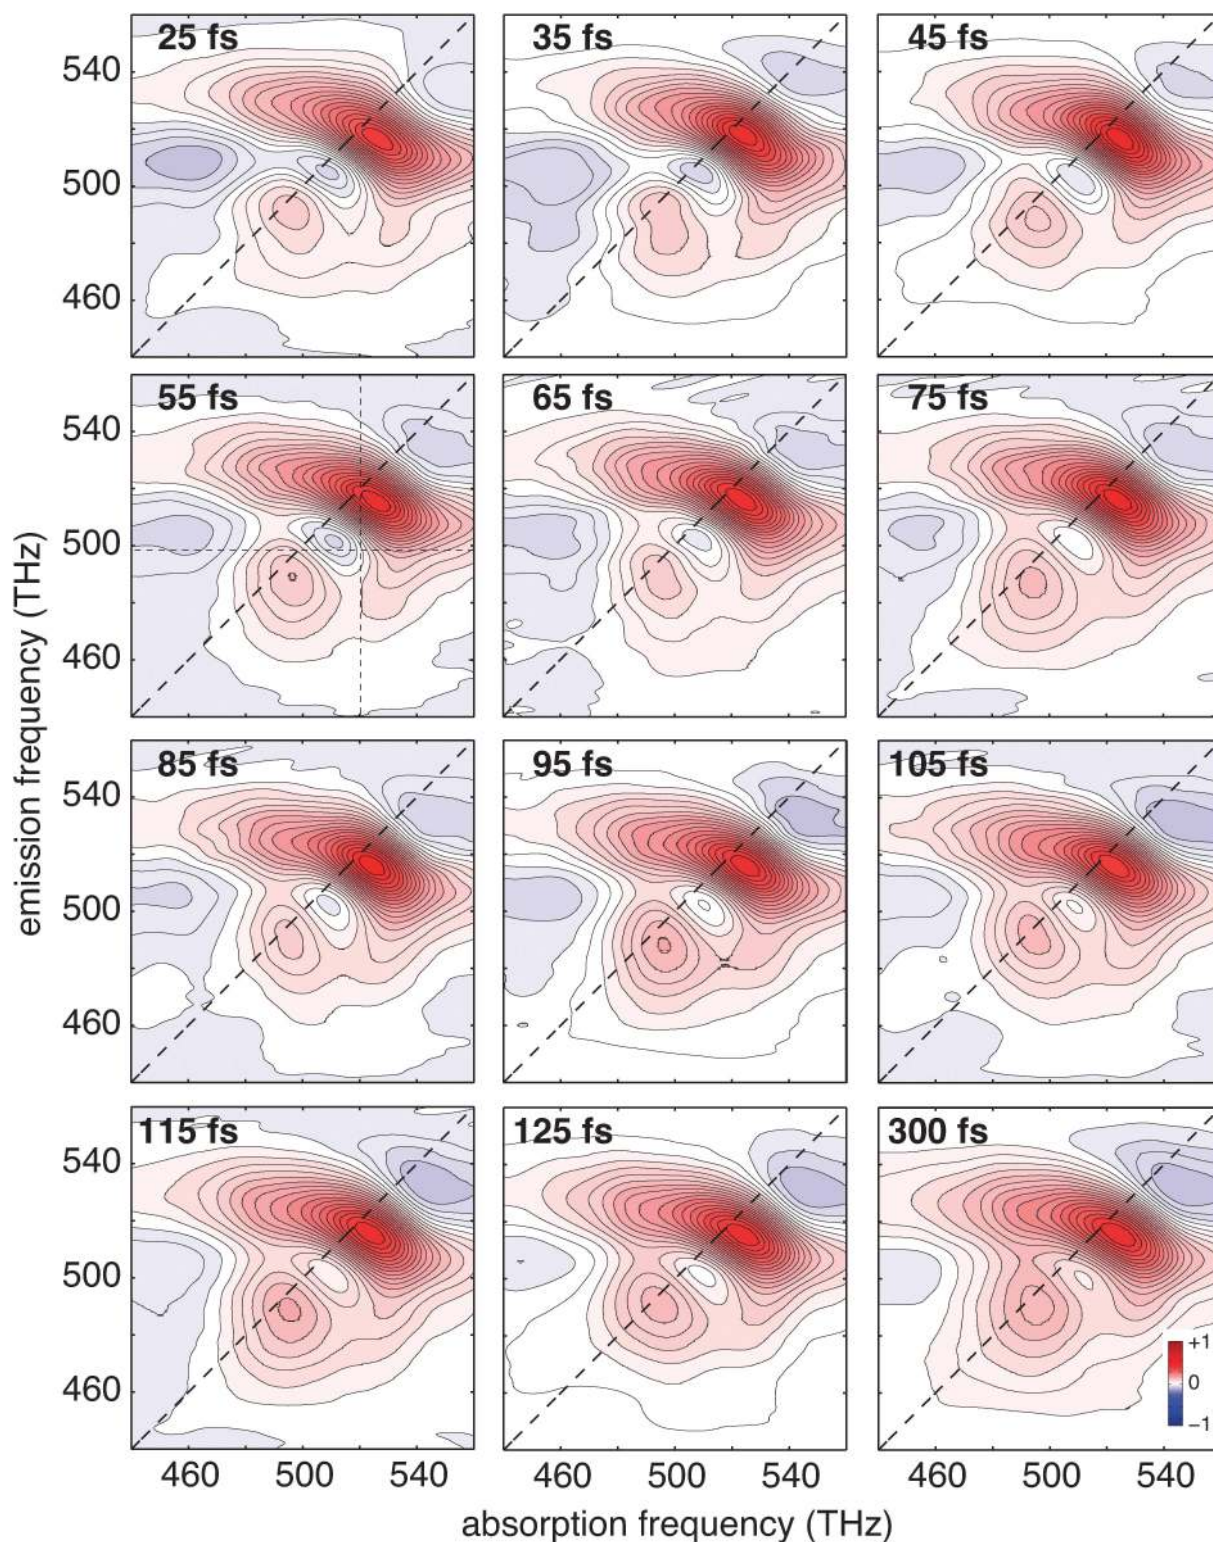 25 fs
35 fs
45 fs
540
500
460
55 fs
65 fs
75 fs
540
500
460
85 fs
95 fs
105 fs
540
500
460
115 fs
125 fs
300 fs
540
500
460
+1
0
−1
460 500 540
460 500 540
460 500 540
emission frequency (THz)
absorption frequency (THz)